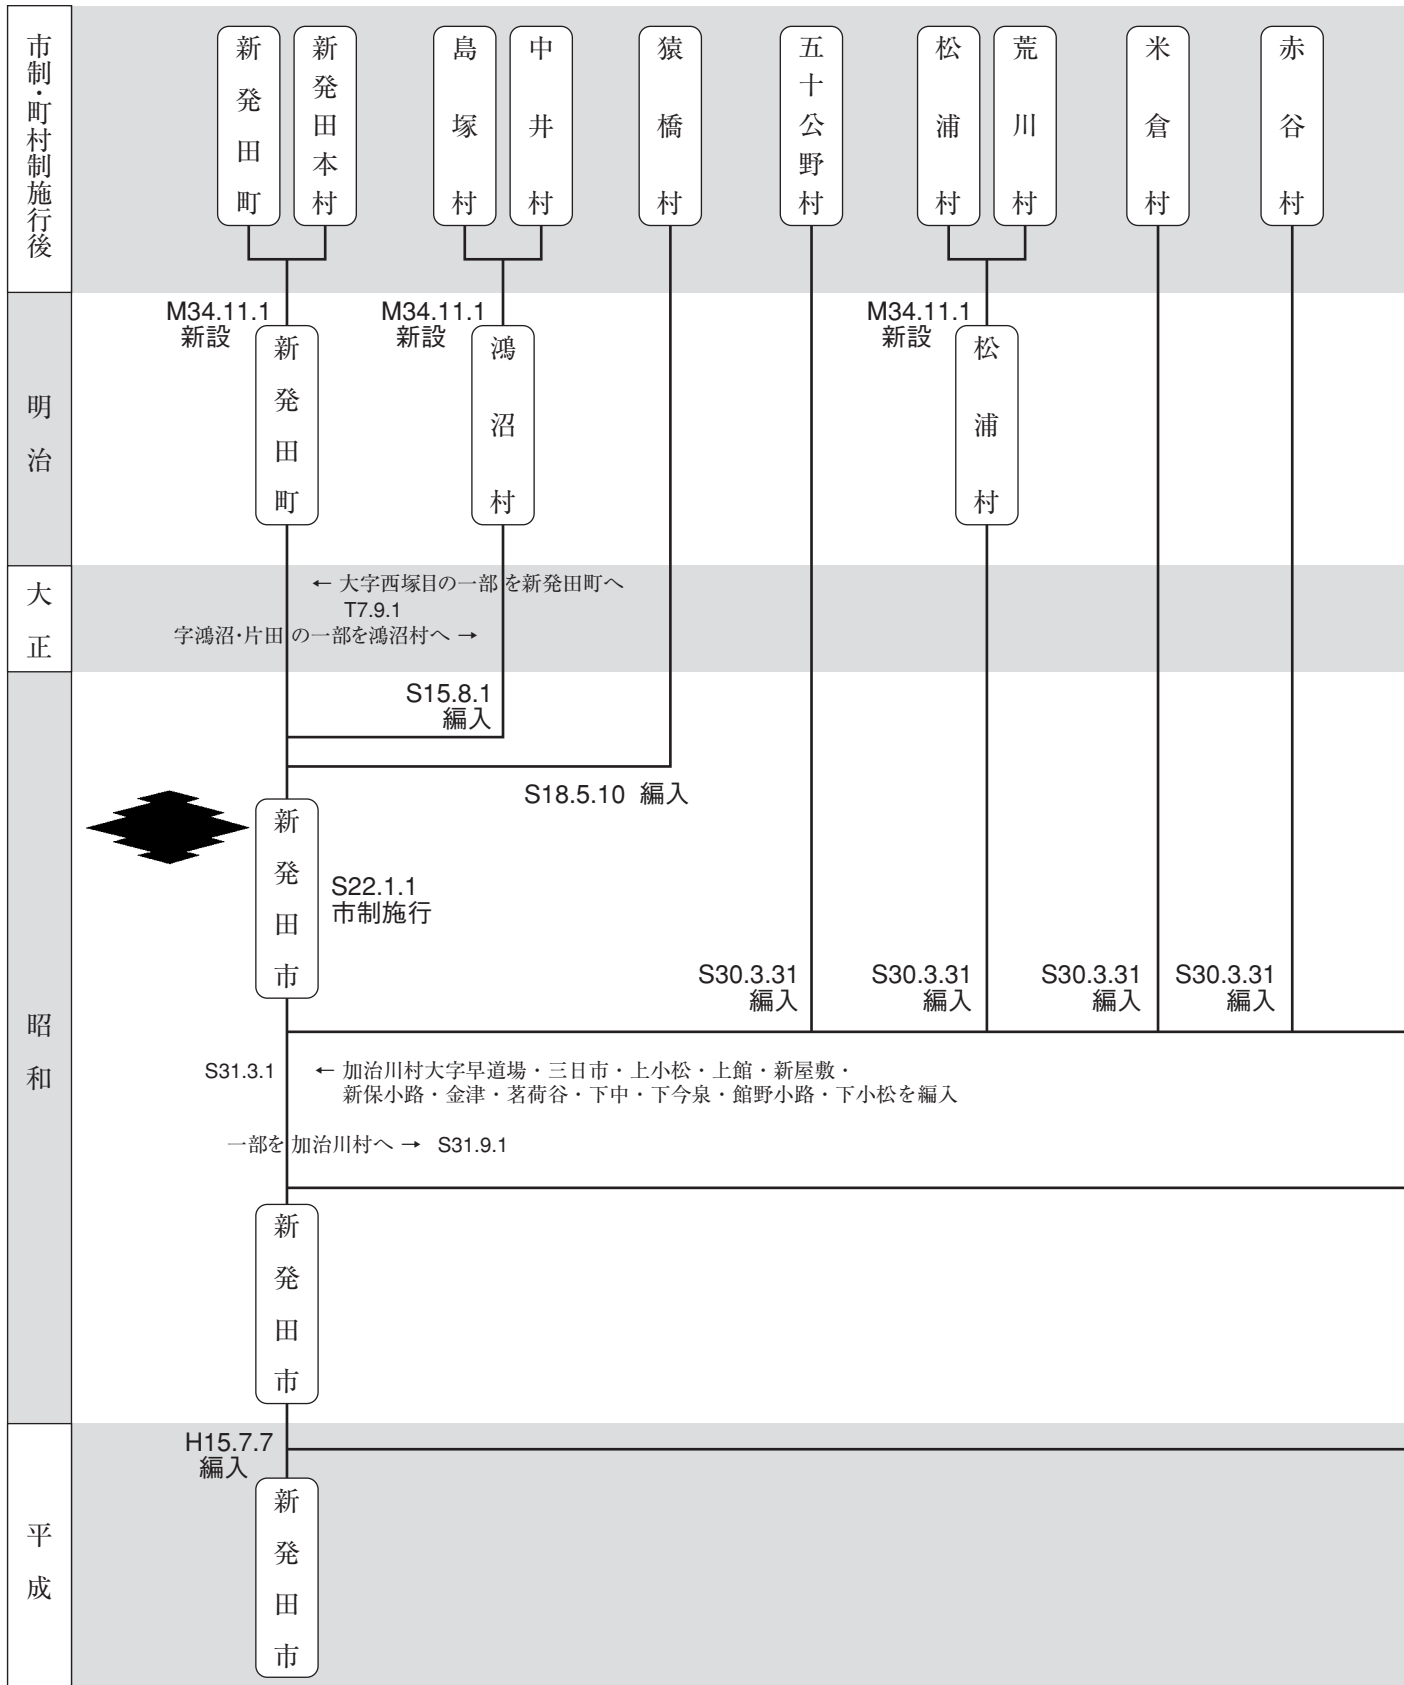 市制・町村制施行後
新発田町
新発田本村
島塚村
中井村
猿橋村
五十公野村
松浦村
荒川村
米倉村
赤谷村
明治
M34.11.1
新設
新発田町
M34.11.1
新設
鴻沼村
M34.11.1
新設
松浦村
大正
← 大字西塚目の一部を新発田町へ
T7.9.1
字鴻沼・片田の一部を鴻沼村へ →
昭和
S15.8.1
編入
S18.5.10 編入
新発田市
S22.1.1
市制施行
S30.3.31
編入
S30.3.31
編入
S30.3.31
編入
S30.3.31
編入
S31.3.1 ← 加治川村大字早道場・三日市・上小松・上館・新屋敷・
新保小路・金津・茗荷谷・下中・下今泉・館野小路・下小松を編入
一部を加治川村へ → S31.9.1
新発田市
平成
H15.7.7
編入
新発田市